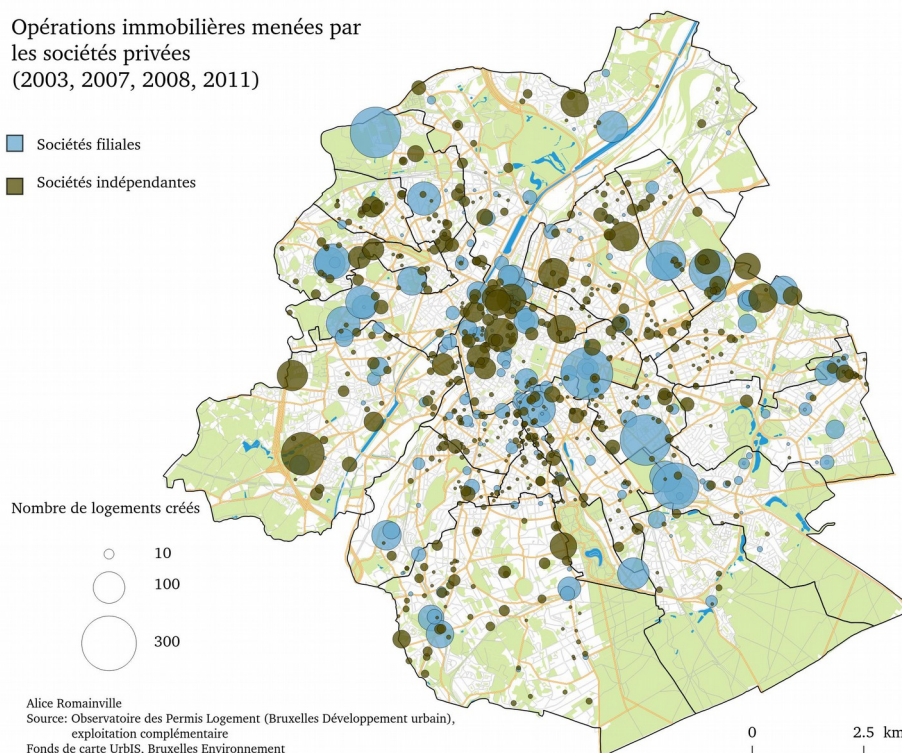 Opérations immobilières menées par
les sociétés privées
(2003, 2007, 2008, 2011)
Sociétés filiales
Sociétés indépendantes
Nombre de logements créés
10
100
300
Alice Romainville
Source: Observatoire des Permis Logement (Bruxelles Développement urbain),
exploitation complémentaire
Fonds de carte UrbIS, Bruxelles Environnement
0 2.5 km